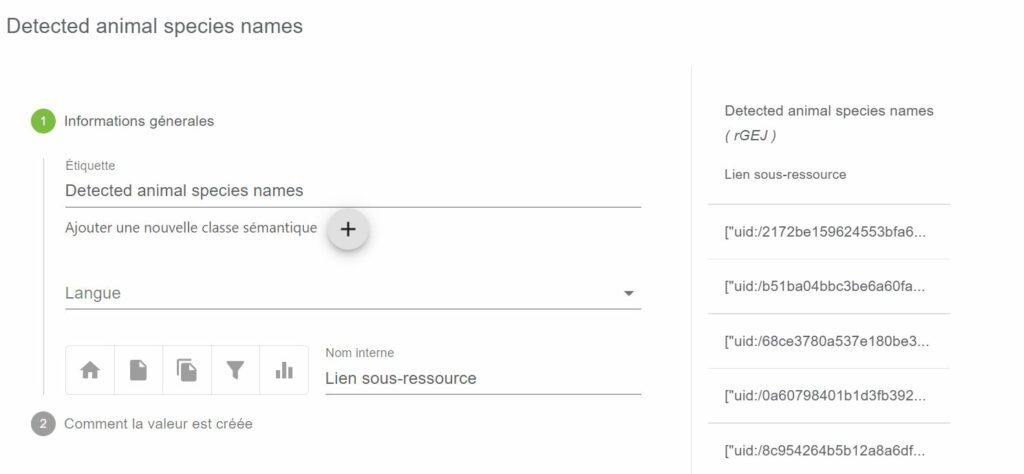 Detected animal species names
1 Informations génerales
Étiquette
Detected animal species names
Ajouter une nouvelle classe sémantique +
Langue
Nom interne
Lien sous-ressource
2 Comment la valeur est créée
Detected animal species names
( rGEJ )
Lien sous-ressource
["uid:/2172be159624553bfa6...
["uid:/b51ba04bbc3be6a60fa...
["uid:/68ce3780a537e180be3...
["uid:/0a60798401b1d3fb392...
["uid:/8c954264b5b12a8a6df...